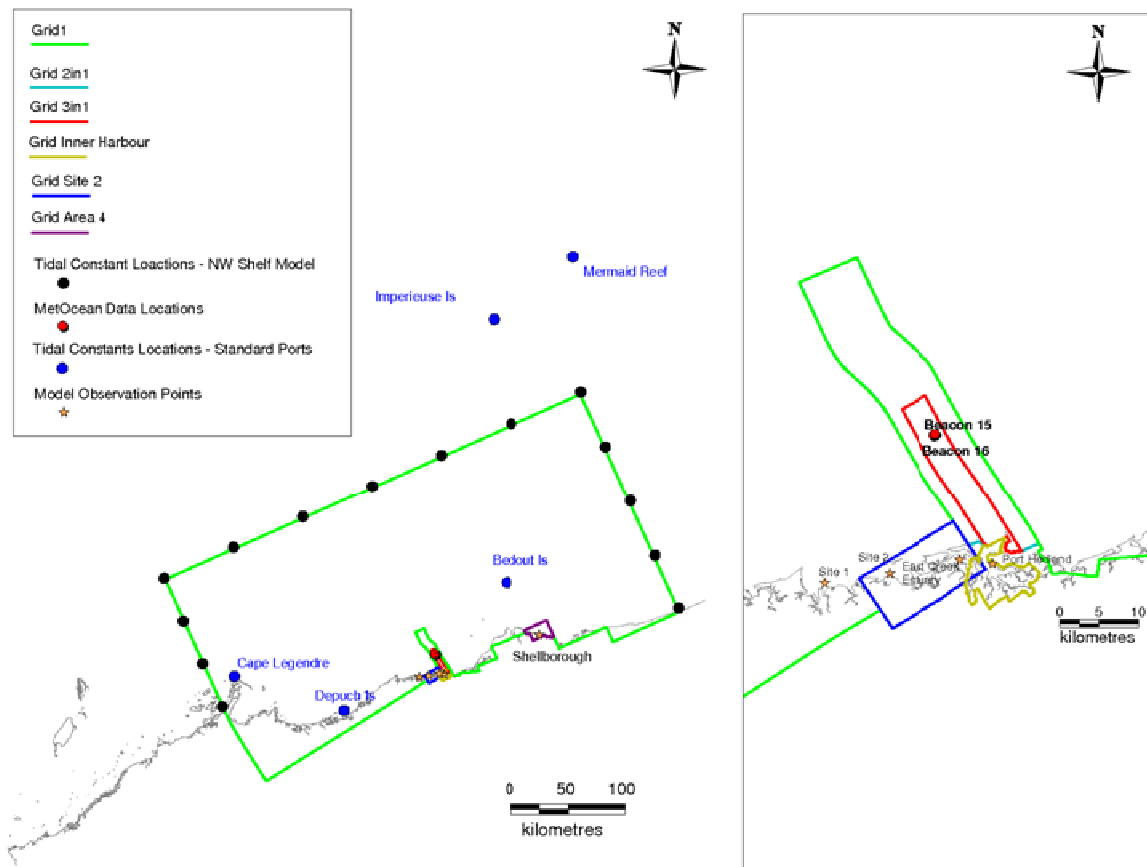 Grid1
Grid 2in1
Grid 3in1
Grid Inner Harbour
Grid Site 2
Grid Area 4
Tidal Constant Loactions - NW Shelf Model
MetOcean Data Locations
Tidal Constants Locations - Standard Ports
Model Observation Points
N
Mermaid Reef
Imperieuse Is
Bedout Is
Shellborough
Cape Legendre
Depuch Is
0 50 100
kilometres
N
Beacon 15
Beacon 16
Site 2
Port Hedland
East Creek
Estuary
Site 1
0 5 10
kilometres